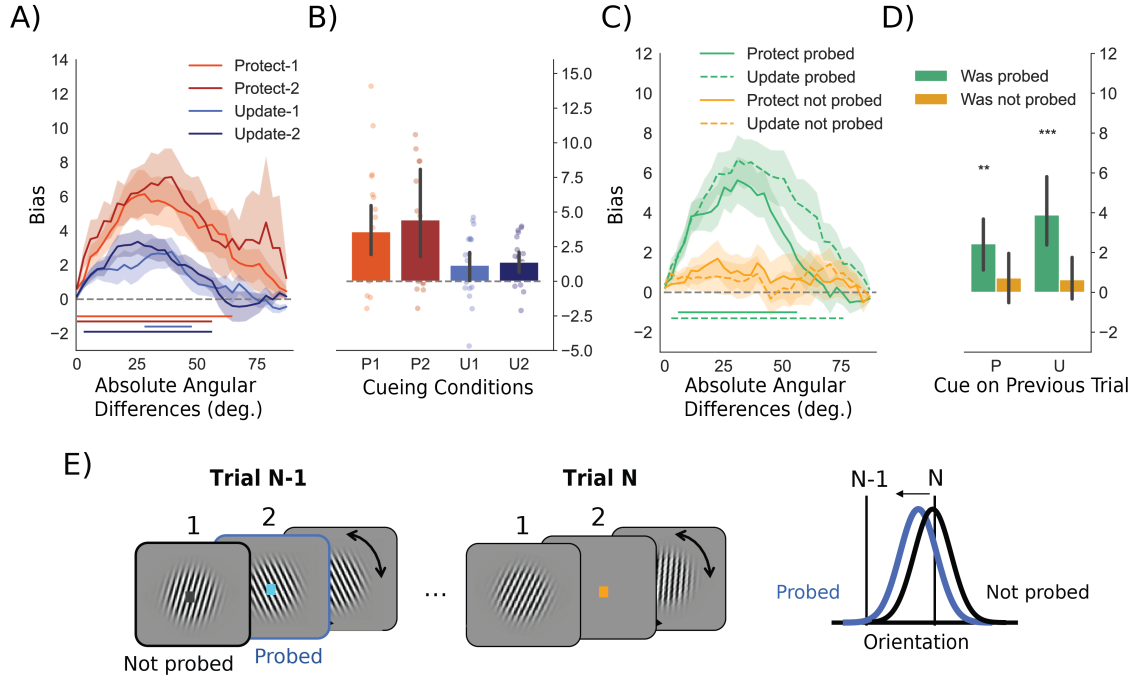 A)
14
12
10
8
6
4
2
0
−2
Bias
0
25
50
75
Absolute Angular
Differences (deg.)
Protect-1
Protect-2
Update-1
Update-2
B)
15.0
12.5
10.0
7.5
5.0
2.5
0.0
−2.5
−5.0
P1
P2
U1
U2
Cueing Conditions
C)
12
10
8
6
4
2
0
−2
Bias
0
25
50
75
Absolute Angular
Differences (deg.)
Protect probed
Update probed
Protect not probed
Update not probed
D)
Was probed
Was not probed
**
***
12
10
8
6
4
2
0
−2
P
U
Cue on Previous Trial
E)
Trial N-1
1
2
Not probed
Probed
...
Trial N
1
2
N-1
N
Probed
Not probed
Orientation